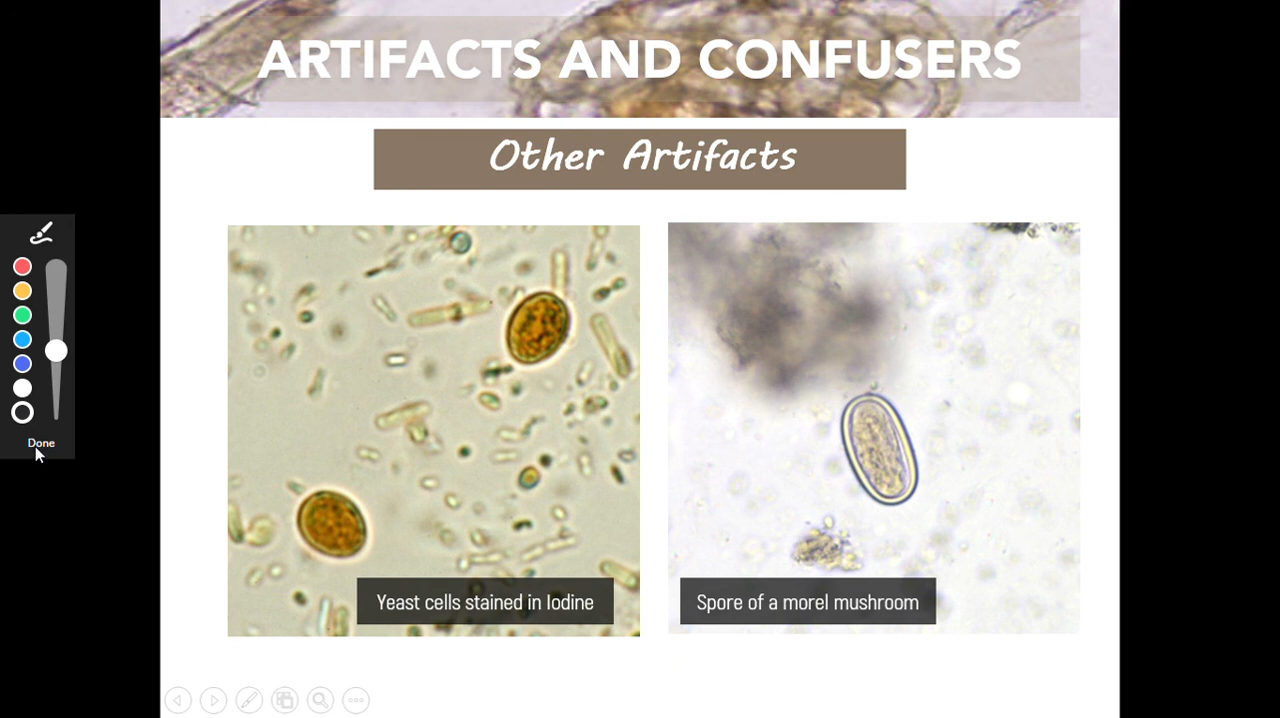 ARTIFACTS AND CONFUSERS
Other Artifacts
Done
Yeast cells stained in Iodine
Spore of a morel mushroom